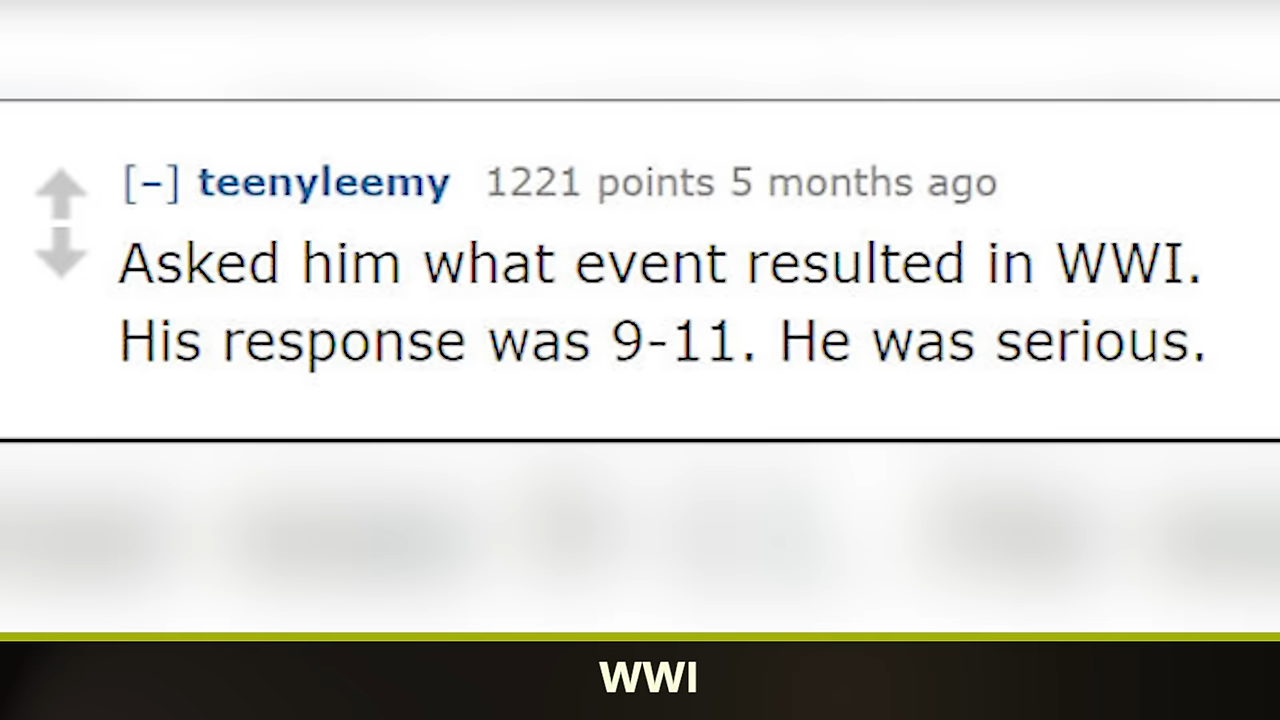 [–] teenyleemy 1221 points 5 months ago
Asked him what event resulted in WWI.
His response was 9-11. He was serious.
WWI